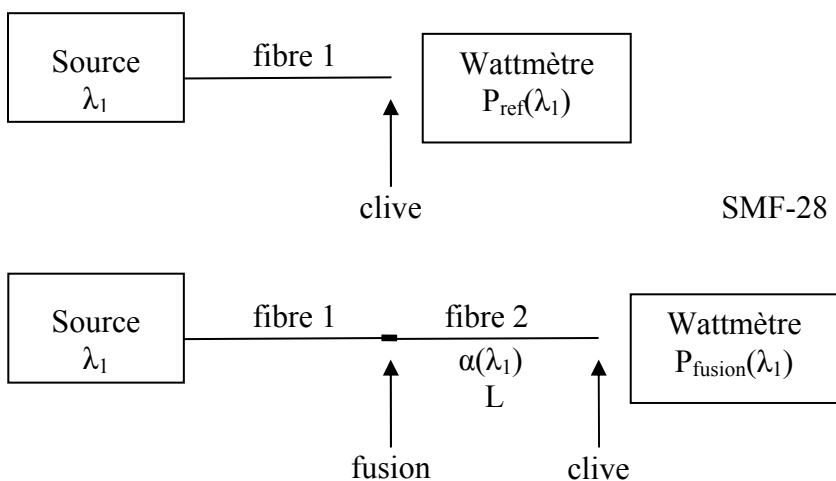 Source
λ₁
fibre 1
Wattmètre
Pref(λ₁)
clive
SMF-28
Source
λ₁
fibre 1
fibre 2
α(λ₁)
L
Wattmètre
Pfusion(λ₁)
fusion
clive